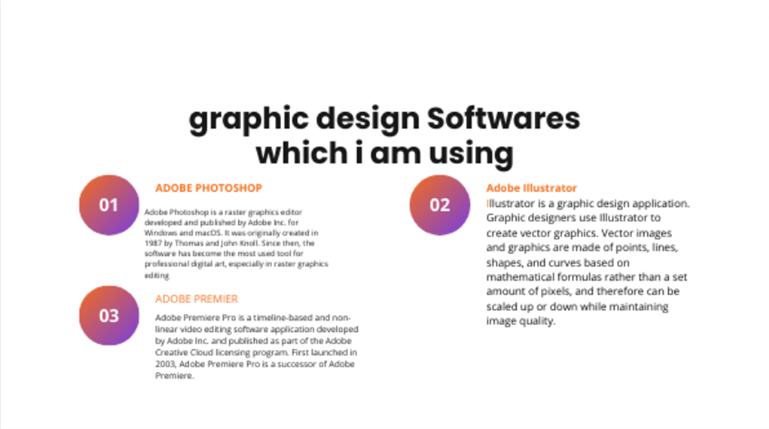 graphic design Softwares
which i am using
01
ADOBE PHOTOSHOP
Adobe Photoshop is a raster graphics editor
developed and published by Adobe Inc. for
Windows and macOS. It was originally created in
1987 by Thomas and John Knoll. Since then, the
software has become the most used tool for
professional digital art, especially in raster graphics
editing
02
Adobe Illustrator
Illustrator is a graphic design application.
Graphic designers use Illustrator to
create vector graphics. Vector images
and graphics are made of points, lines,
shapes, and curves based on
mathematical formulas rather than a set
amount of pixels, and therefore can be
scaled up or down while maintaining
image quality.
03
ADOBE PREMIER
Adobe Premiere Pro is a timeline-based and non-
linear video editing software application developed
by Adobe Inc. and published as part of the Adobe
Creative Cloud licensing program. First launched in
2003, Adobe Premiere Pro is a successor of Adobe
Premiere.